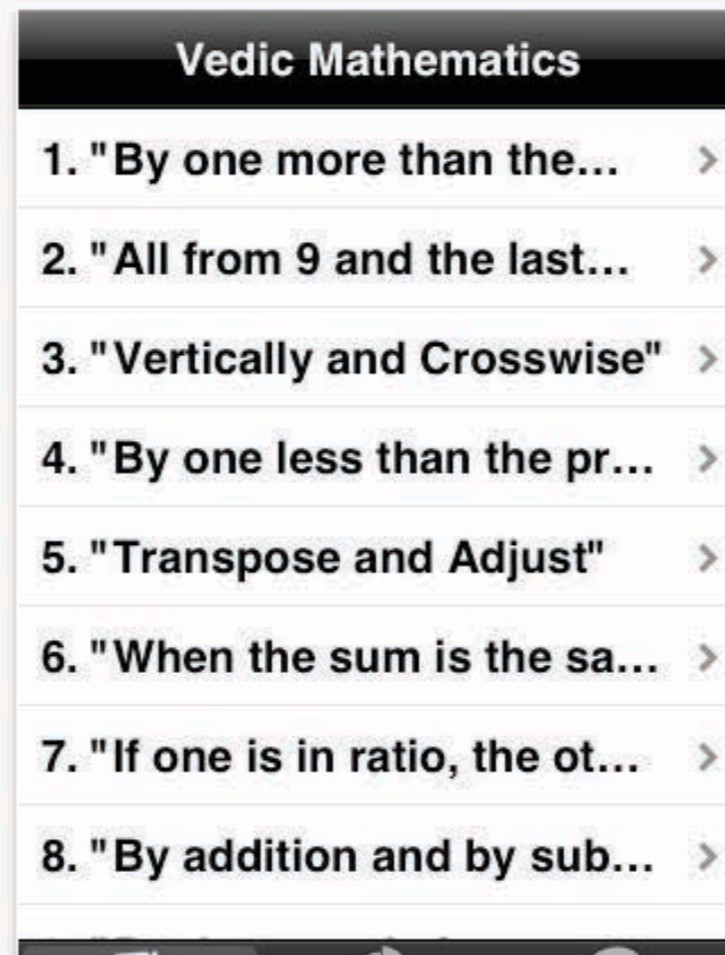 Vedic Mathematics
1. "By one more than the...
2. "All from 9 and the last...
3. "Vertically and Crosswise"
4. "By one less than the pr...
5. "Transpose and Adjust"
6. "When the sum is the sa...
7. "If one is in ratio, the ot...
8. "By addition and by sub...